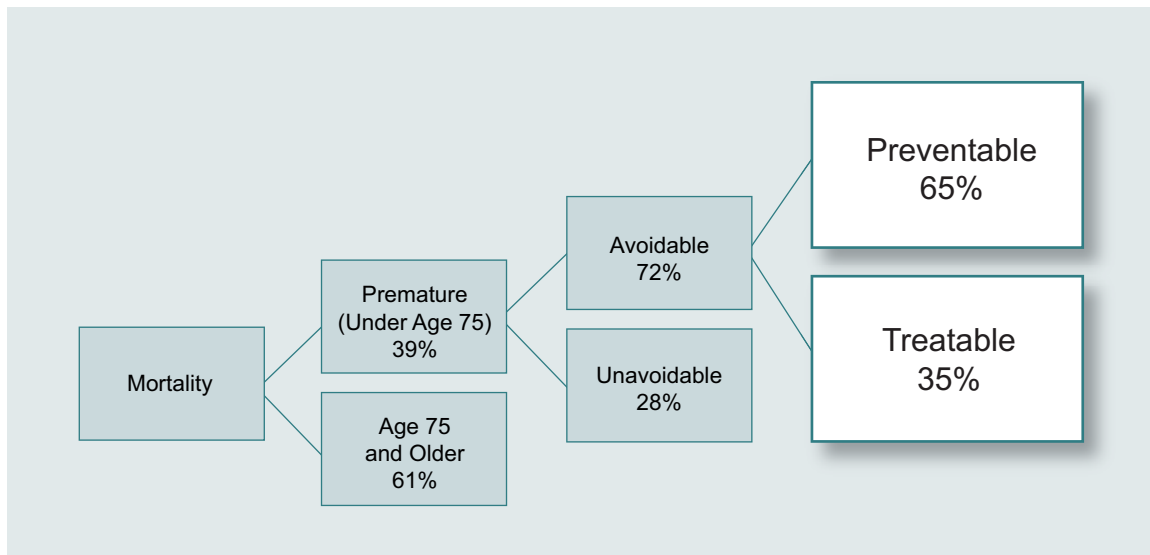 Mortality
Premature
(Under Age 75)
39%
Age 75
and Older
61%
Avoidable
72%
Unavoidable
28%
Preventable
65%
Treatable
35%